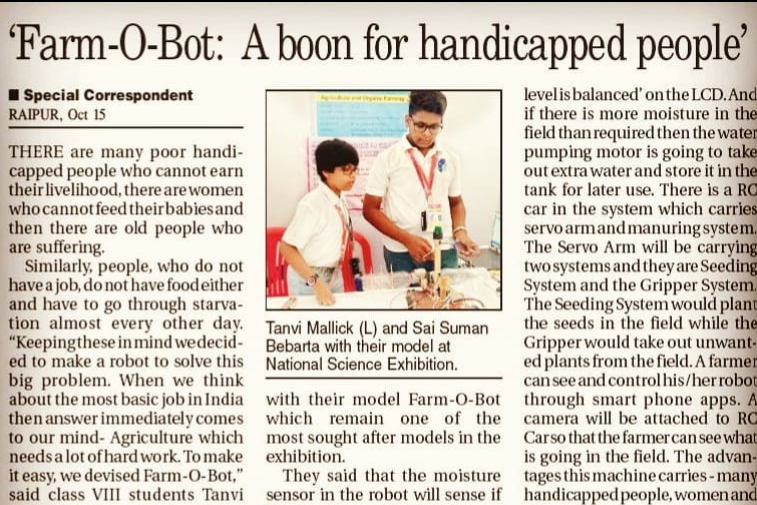 ‘Farm-O-Bot: A boon for handicapped people’
■ Special Correspondent
RAIPUR, Oct 15
THERE are many poor handi-
capped people who cannot earn
their livelihood, there are women
who cannot feed their babies and
then there are old people who
are suffering.
Similarly, people, who do not
have a job, do not have food either
and have to go through starva-
tion almost every other day.
“Keeping these in mind we decid-
ed to make a robot to solve this
big problem. When we think
about the most basic job in India
then answer immediately comes
to our mind- Agriculture which
needs a lot of hard work. To make
it easy, we devised Farm-O-Bot,”
said class VIII students Tanvi
Agriculture and Organic Farming
Tanvi Mallick (L) and Sai Suman
Bebarta with their model at
National Science Exhibition.
with their model Farm-O-Bot
which remain one of the
most sought after models in the
exhibition.
They said that the moisture
sensor in the robot will sense if
level is balanced’ on the LCD. And
if there is more moisture in the
field than required then the water
pumping motor is going to take
out extra water and store it in the
tank for later use. There is a RC
car in the system which carries
servo arm and manuring system.
The Servo Arm will be carrying
two systems and they are Seeding
System and the Gripper System.
The Seeding System would plant
the seeds in the field while the
Gripper would take out unwant-
ed plants from the field. A farmer
can see and control his/her robot
through smart phone apps. A
camera will be attached to RC
Car so that the farmer can see what
is going in the field. The advan-
tages this machine carries - many
handicapped people, women and